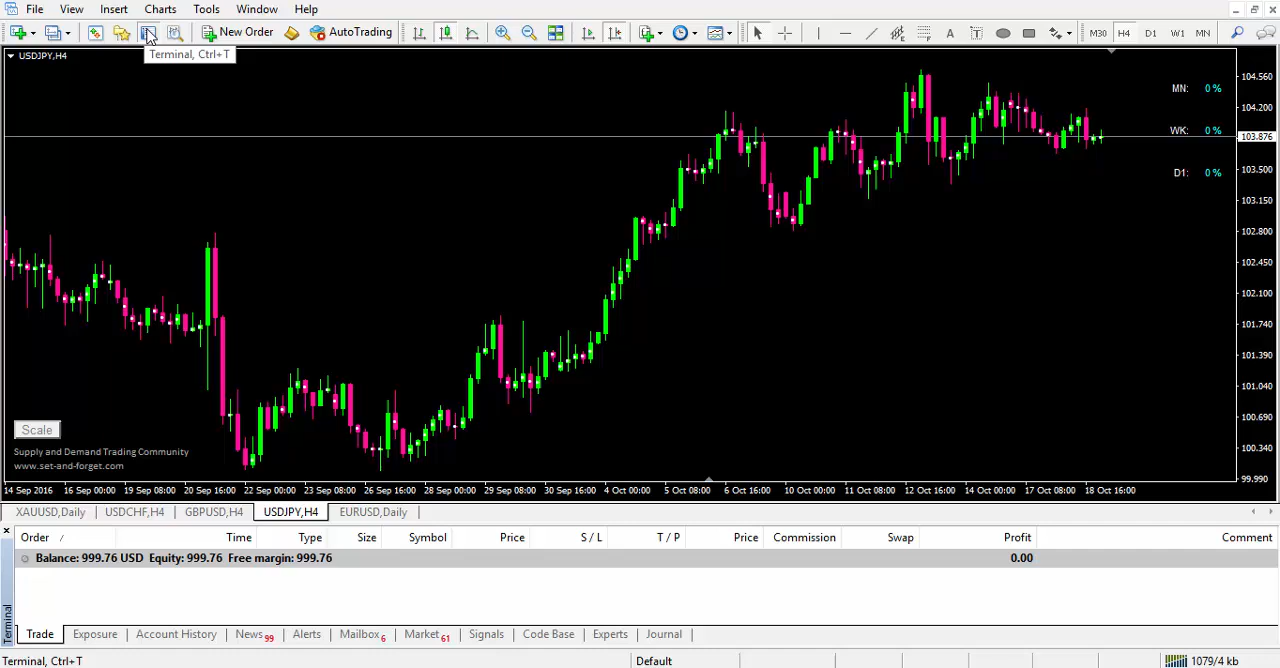 File View Insert Charts Tools Window Help
New Order AutoTrading A T M30 H4 D1 W1 MN
Terminal, Ctrl+T
USDJPY,H4
104.560
MN: 0 %
104.200
WK: 0 %
103.876
103.500
D1: 0 %
103.150
102.800
102.450
102.100
101.740
101.390
101.040
100.690
Scale
100.340
Supply and Demand Trading Community
www.set-and-forget.com
99.990
14 Sep 2016 16 Sep 00:00 19 Sep 08:00 20 Sep 16:00 22 Sep 00:00 23 Sep 08:00 26 Sep 16:00 28 Sep 00:00 29 Sep 08:00 30 Sep 16:00 4 Oct 00:00 5 Oct 08:00 6 Oct 16:00 10 Oct 00:00 11 Oct 08:00 12 Oct 16:00 14 Oct 00:00 17 Oct 08:00 18 Oct 16:00
XAUUSD,Daily USDCHF,H4 GBPUSD,H4 USDJPY,H4 EURUSD,Daily
Order / Time Type Size Symbol Price S / L T / P Price Commission Swap Profit Comment
Balance: 999.76 USD Equity: 999.76 Free margin: 999.76 0.00
Terminal
Trade Exposure Account History News 99 Alerts Mailbox 6 Market 61 Signals Code Base Experts Journal
Terminal, Ctrl+T Default 1079/4 kb